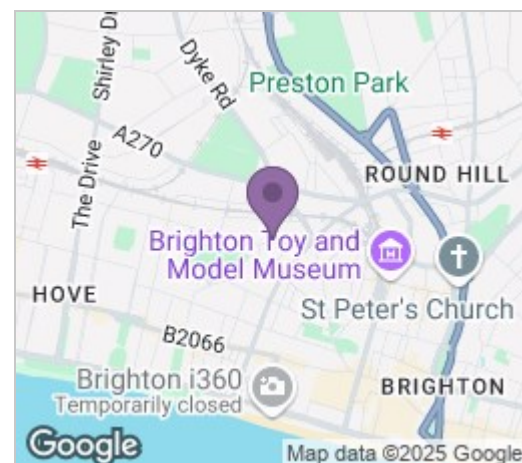 Shirley Dr
Dyke Rd
Preston Park
The Drive
A270
ROUND HILL
Brighton Toy and
Model Museum
HOVE
St Peter's Church
B2066
Brighton i360
Temporarily closed
BRIGHTON
Google
Map data ©2025 Google